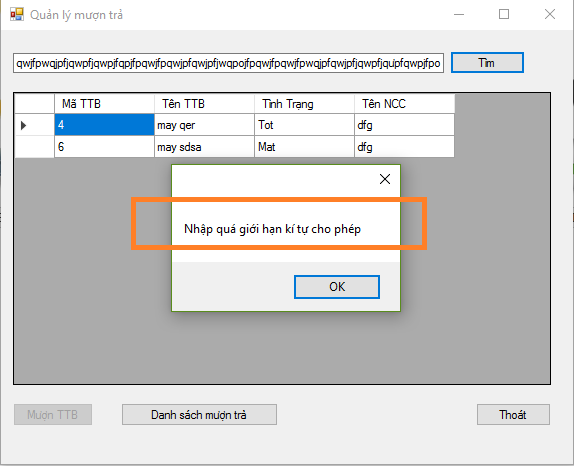 Quản lý mượn trả
Tìm
Mã TTB Tên TTB Tình Trạng Tên NCC
4 may qer Tot dfg
6 may sdsa Mat dfg
Nhập quá giới hạn kí tự cho phép
OK
Mượn TTB Danh sách mượn trả Thoát